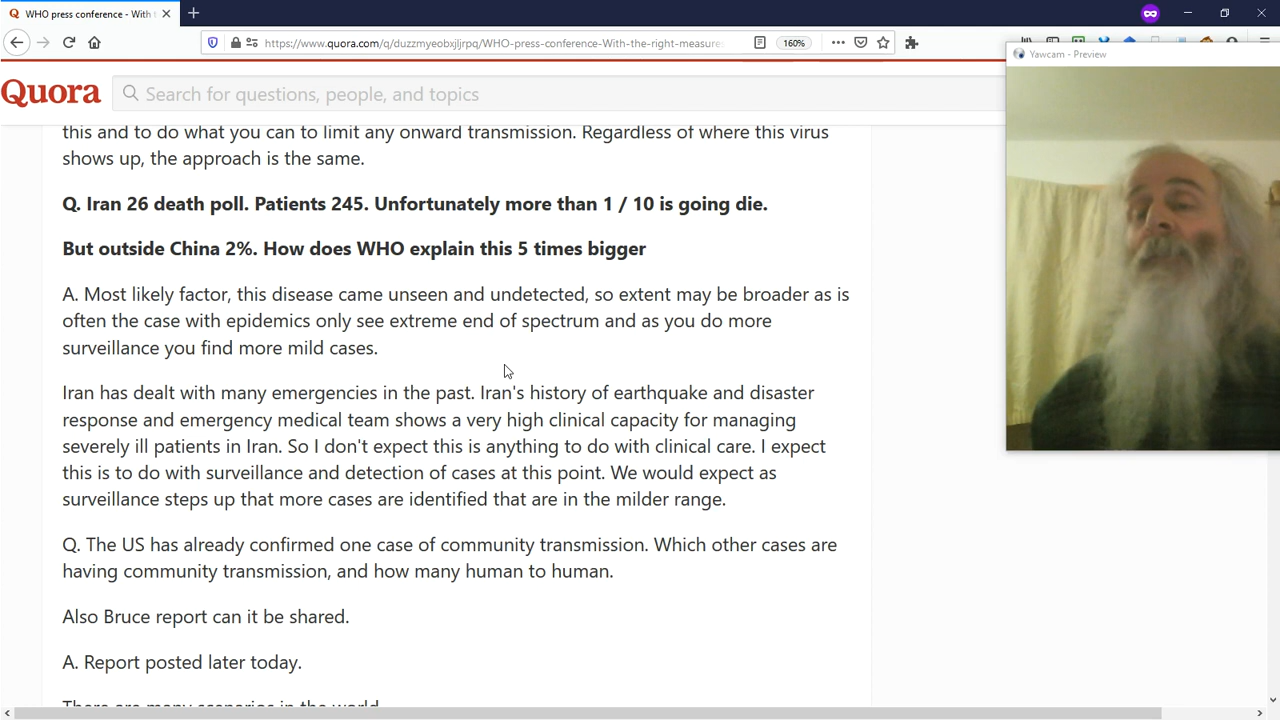 WHO press conference - With t
https://www.quora.com/q/duzzmyeobxjljrpq/WHO-press-conference-With-the-right-measure
160%
Yawcam - Preview
Quora
Search for questions, people, and topics
this and to do what you can to limit any onward transmission. Regardless of where this virus
shows up, the approach is the same.
Q. Iran 26 death poll. Patients 245. Unfortunately more than 1 / 10 is going die.
But outside China 2%. How does WHO explain this 5 times bigger
A. Most likely factor, this disease came unseen and undetected, so extent may be broader as is
often the case with epidemics only see extreme end of spectrum and as you do more
surveillance you find more mild cases.
Iran has dealt with many emergencies in the past. Iran's history of earthquake and disaster
response and emergency medical team shows a very high clinical capacity for managing
severely ill patients in Iran. So I don't expect this is anything to do with clinical care. I expect
this is to do with surveillance and detection of cases at this point. We would expect as
surveillance steps up that more cases are identified that are in the milder range.
Q. The US has already confirmed one case of community transmission. Which other cases are
having community transmission, and how many human to human.
Also Bruce report can it be shared.
A. Report posted later today.
There are many scenarios in the world